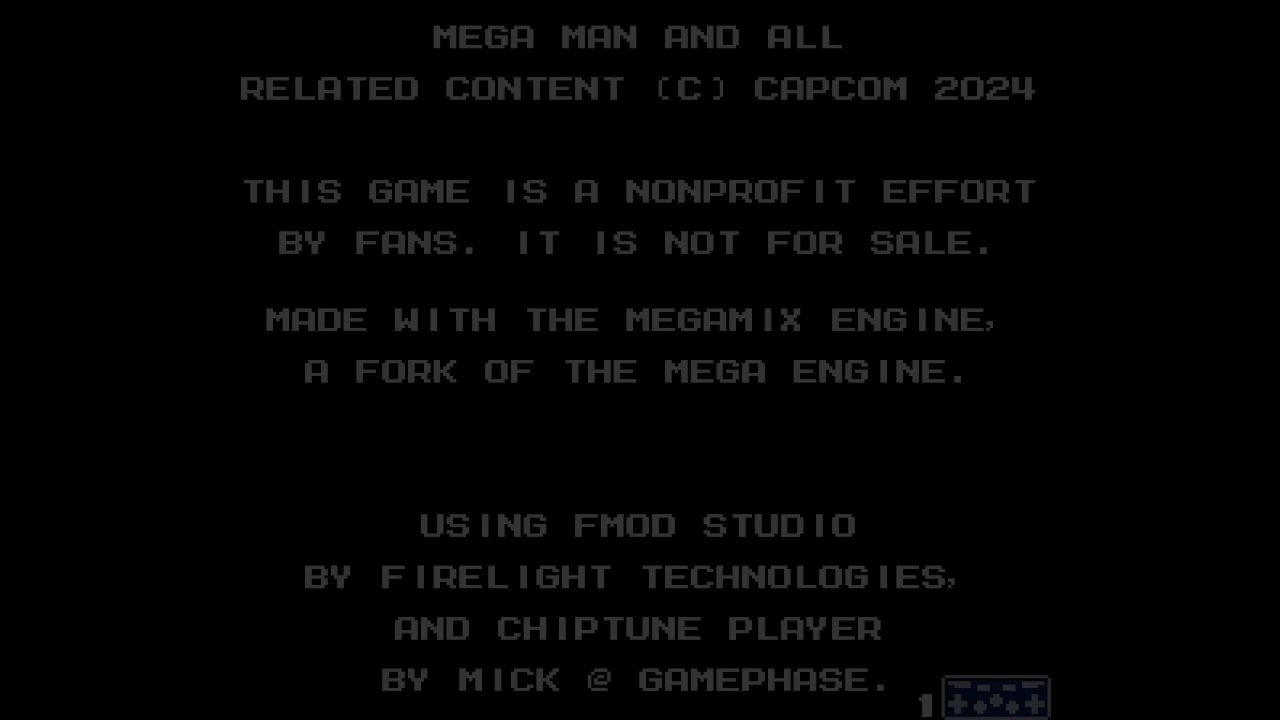 MEGA MAN AND ALL
RELATED CONTENT (C) CAPCOM 2024
THIS GAME IS A NONPROFIT EFFORT
BY FANS. IT IS NOT FOR SALE.
MADE WITH THE MEGAMIX ENGINE,
A FORK OF THE MEGA ENGINE.
USING FMOD STUDIO
BY FIRELIGHT TECHNOLOGIES,
AND CHIPTUNE PLAYER
BY MICK @ GAMEPHASE.
1